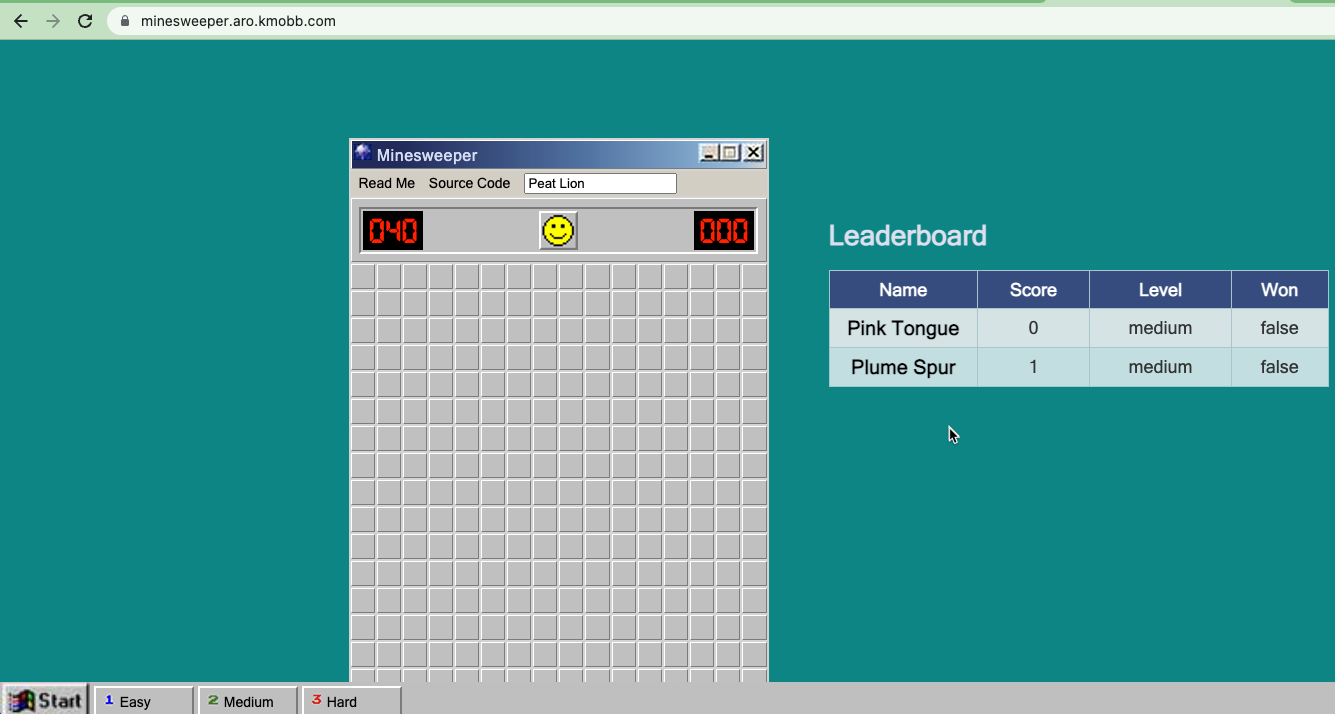 minesweeper.aro.kmobb.com
Minesweeper
Read Me Source Code Peat Lion
040 000
Leaderboard
Name Score Level Won
Pink Tongue 0 medium false
Plume Spur 1 medium false
Start 1 Easy 2 Medium 3 Hard